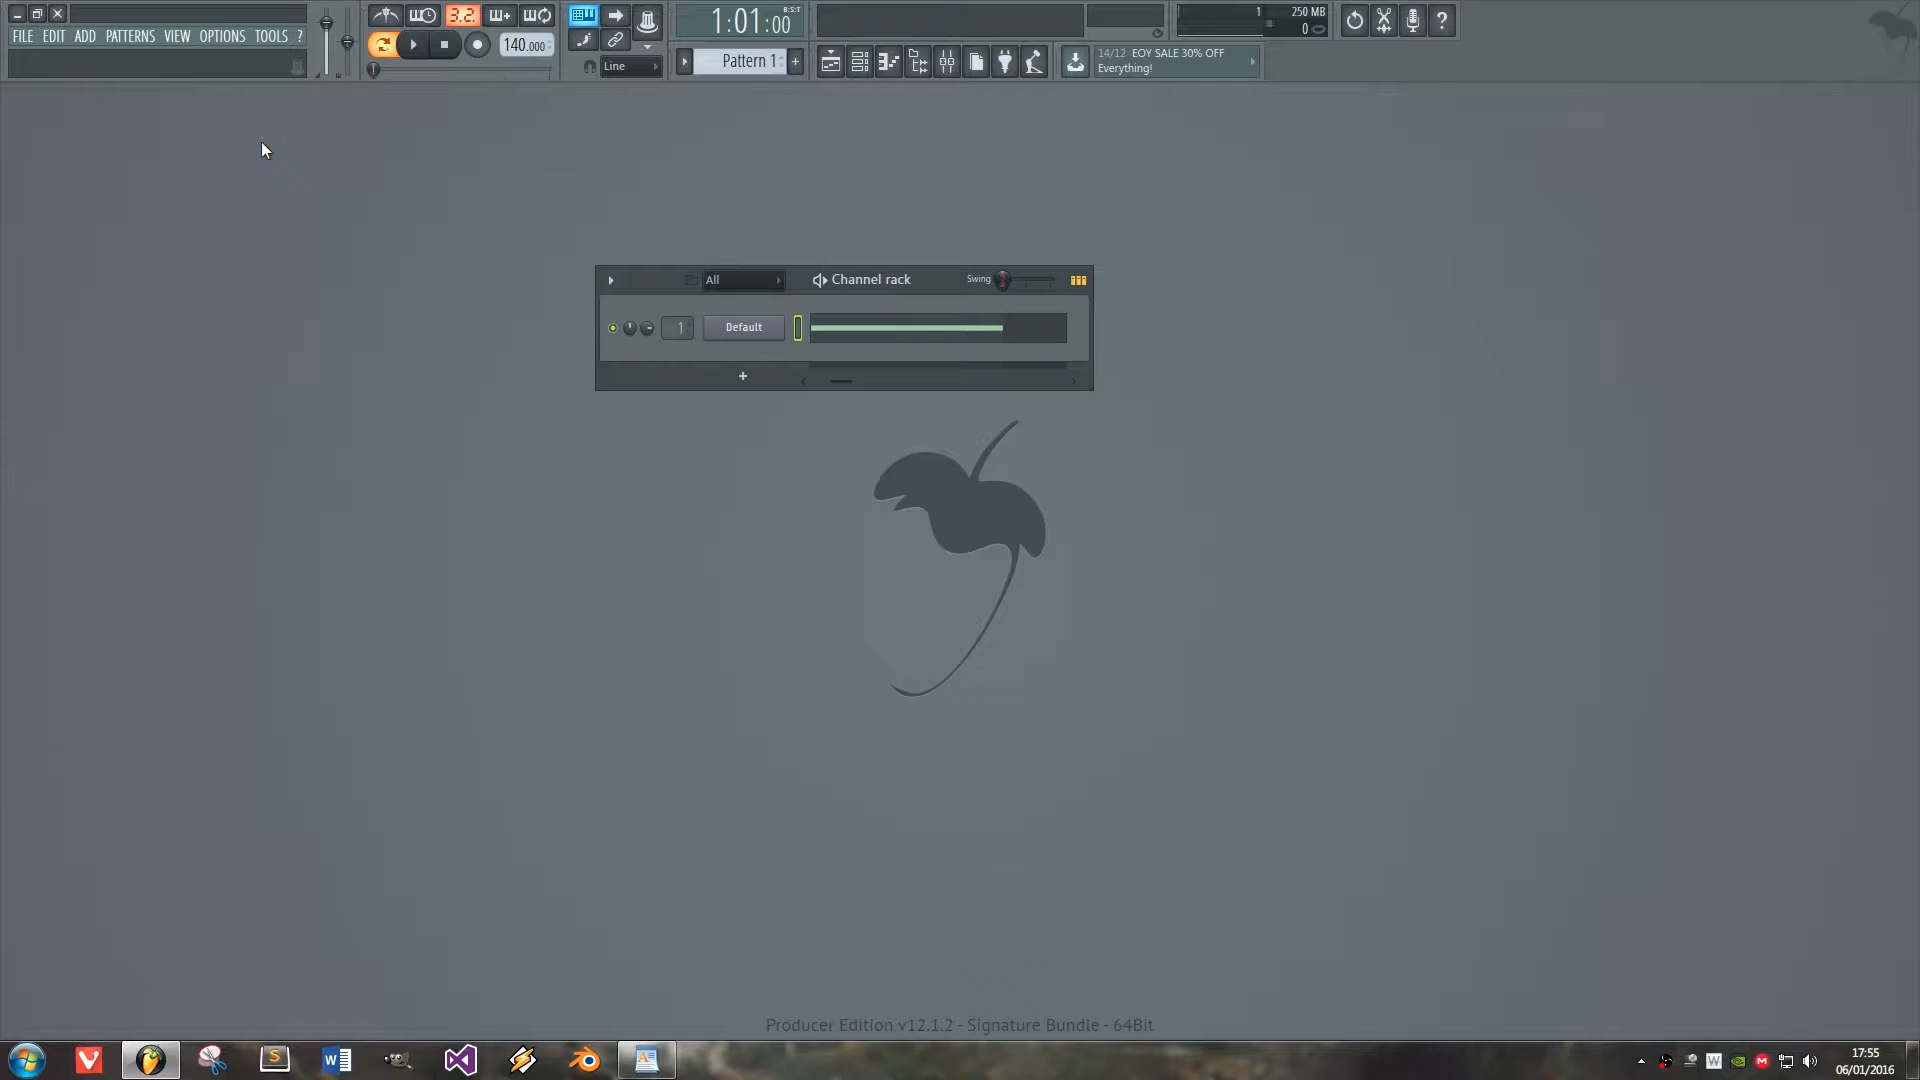 FILE EDIT ADD PATTERNS VIEW OPTIONS TOOLS ?
3.2.
140.000
Line
1:01:00
B:S:T
Pattern 1
+
1
250 MB
0
?
14/12 EOY SALE 30% OFF
Everything!
All
Channel rack
Swing
1
Default
+
Producer Edition v12.1.2 - Signature Bundle - 64Bit
17:55
06/01/2016